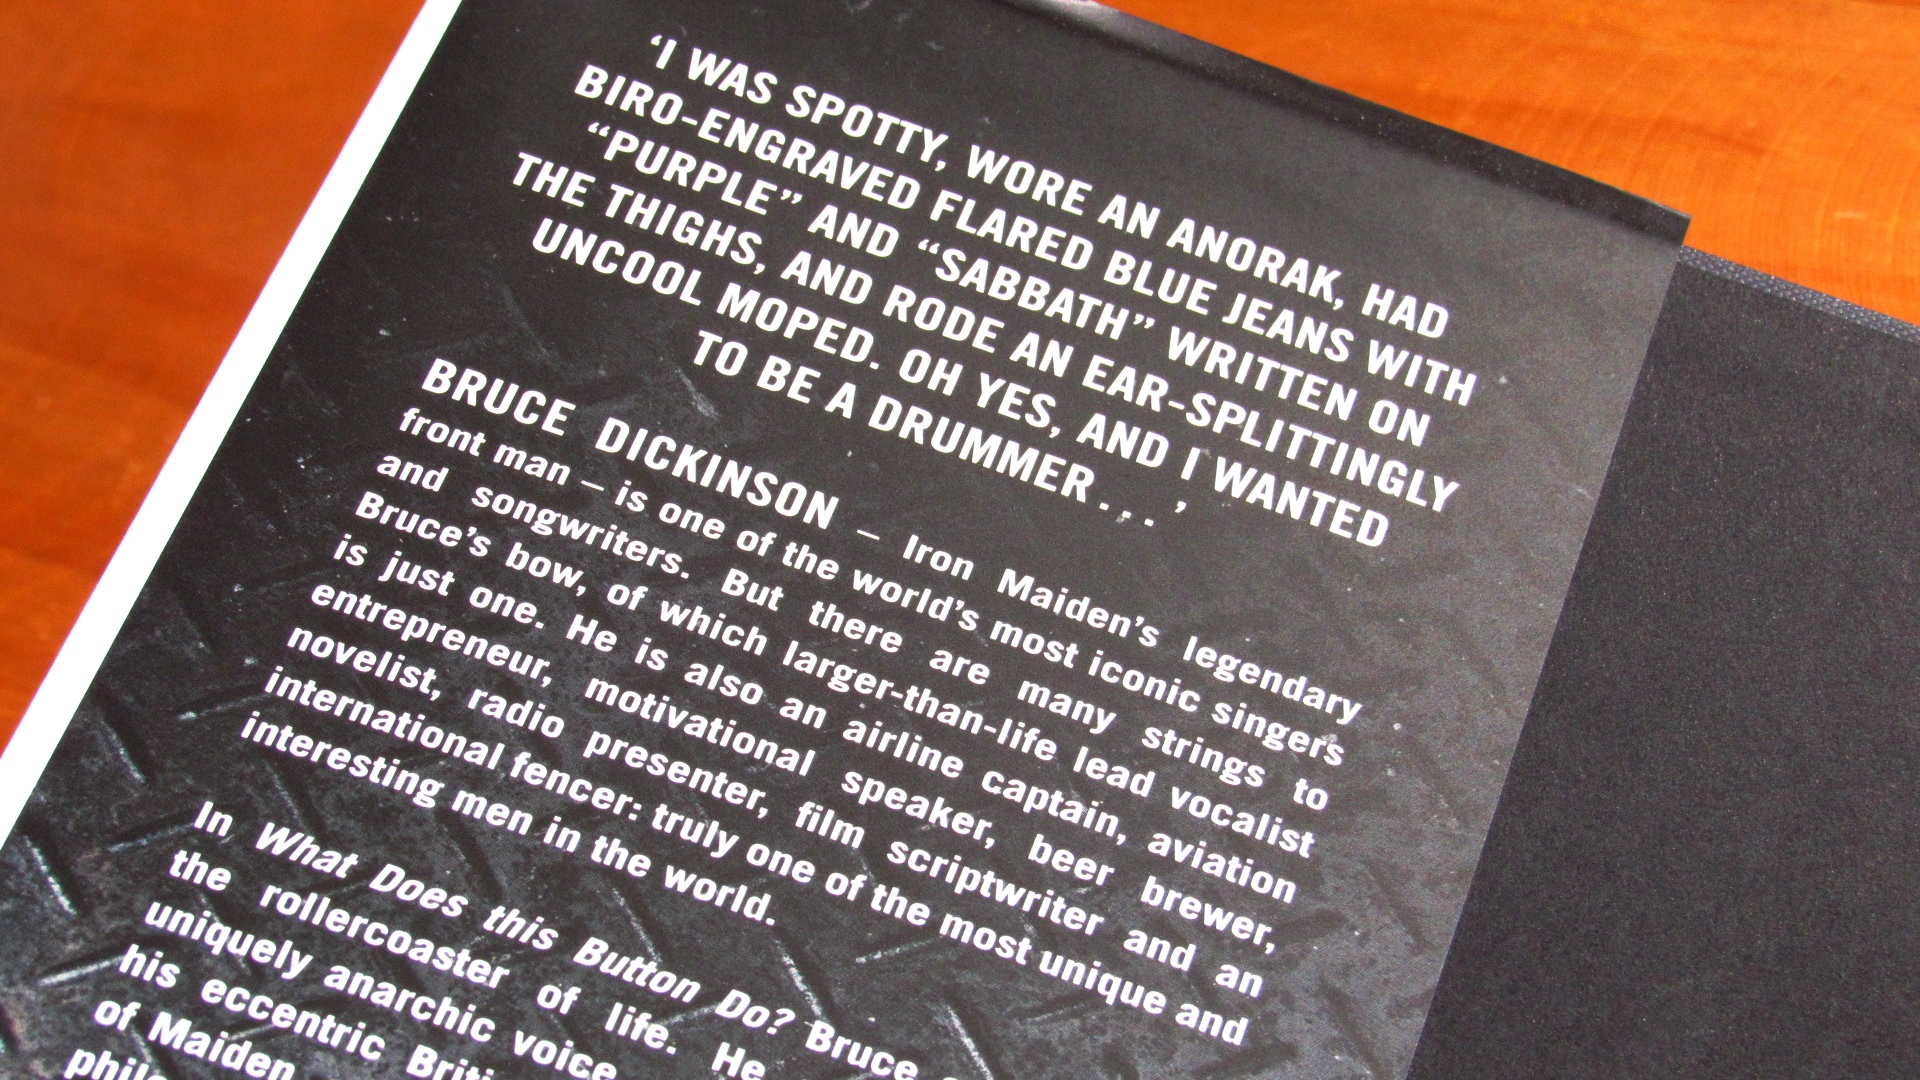 ‘I WAS SPOTTY, WORE AN ANORAK, HAD
BIRO-ENGRAVED FLARED BLUE JEANS WITH
“PURPLE” AND “SABBATH” WRITTEN ON
THE THIGHS, AND RODE AN EAR-SPLITTINGLY
UNCOOL MOPED. OH YES, AND I WANTED
TO BE A DRUMMER . . . ’
BRUCE DICKINSON – Iron Maiden’s legendary
front man – is one of the world’s most iconic singers
and songwriters. But there are many strings to
Bruce’s bow, of which larger-than-life lead vocalist
is just one. He is also an airline captain, aviation
entrepreneur, motivational speaker, beer brewer,
novelist, radio presenter, film scriptwriter and an
international fencer: truly one of the most unique and
interesting men in the world.
In What Does this Button Do? Bruce
the rollercoaster of life. He
uniquely anarchic voice
his eccentric
of Maiden